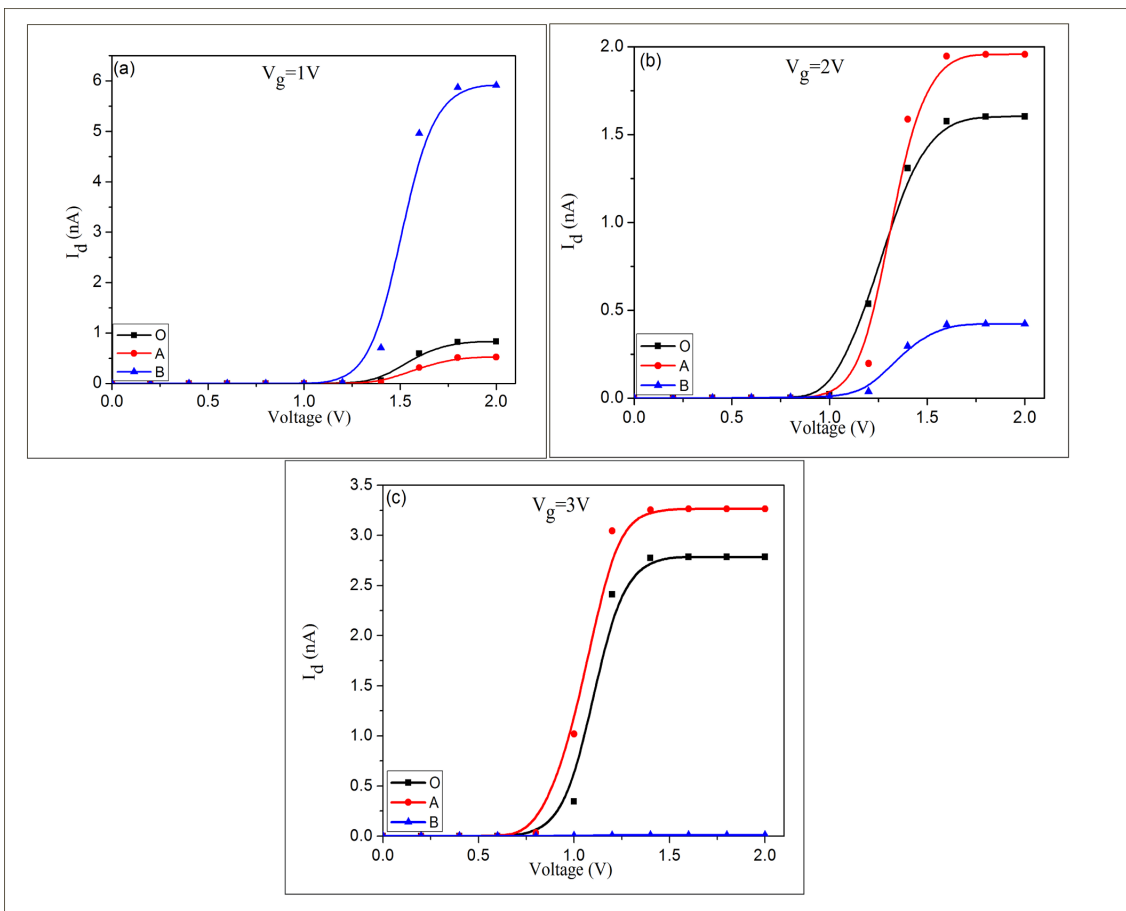 (a)
V_g=1V
I_d (nA)
6
5
4
3
2
1
0
O
A
B
0.0 0.5 1.0 1.5 2.0
Voltage (V)
(b)
V_g=2V
I_d (nA)
2.0
1.5
1.0
0.5
0.0
O
A
B
0.0 0.5 1.0 1.5 2.0
Voltage (V)
(c)
V_g=3V
I_d (nA)
3.5
3.0
2.5
2.0
1.5
1.0
0.5
0.0
O
A
B
0.0 0.5 1.0 1.5 2.0
Voltage (V)